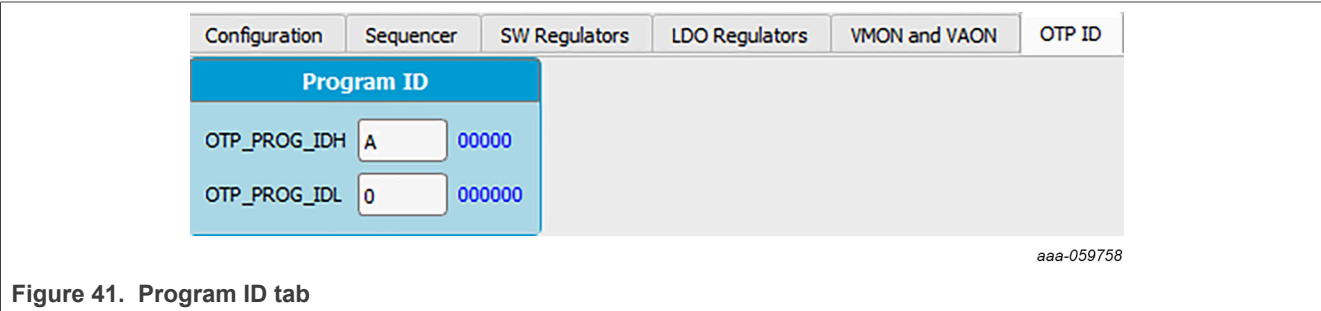 Configuration Sequencer SW Regulators LDO Regulators VMON and VAON OTP ID
Program ID
OTP_PROG_IDH A 00000
OTP_PROG_IDL 0 000000
aaa-059758
Figure 41. Program ID tab